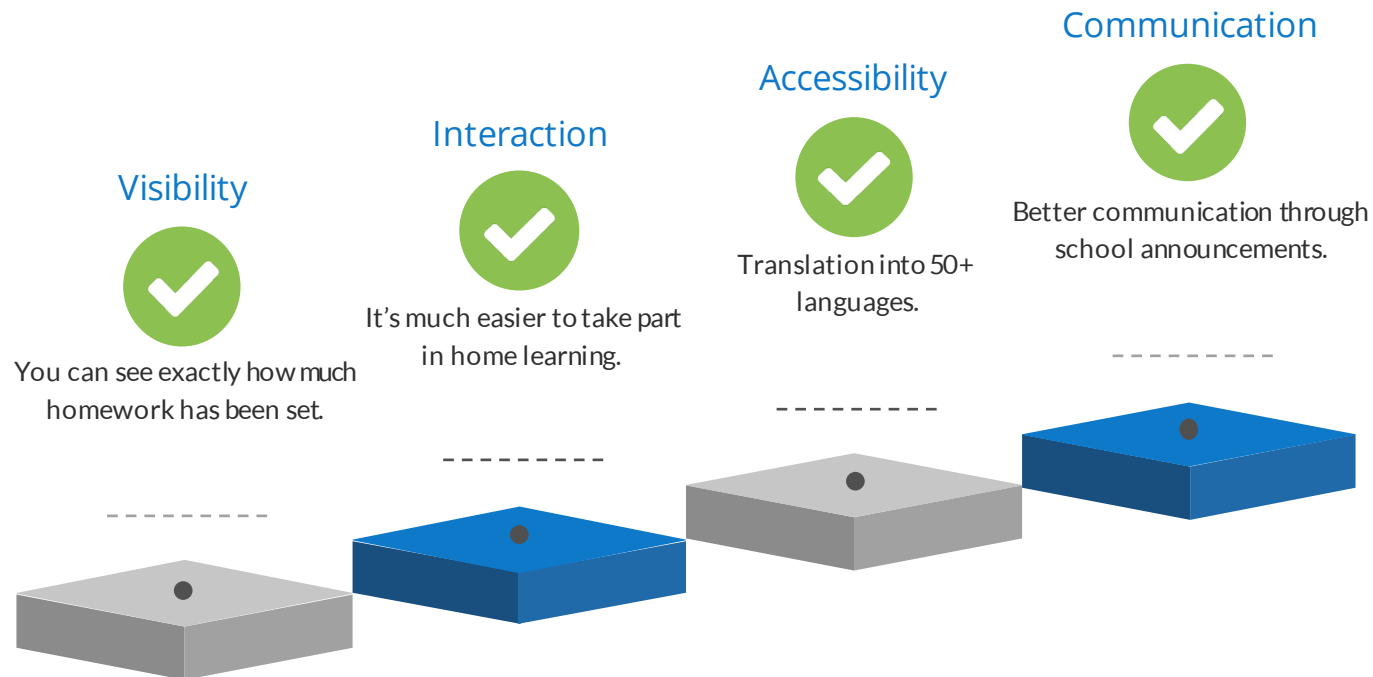 Visibility
You can see exactly how much
homework has been set.
Interaction
It’s much easier to take part
in home learning.
Accessibility
Translation into 50+
languages.
Communication
Better communication through
school announcements.